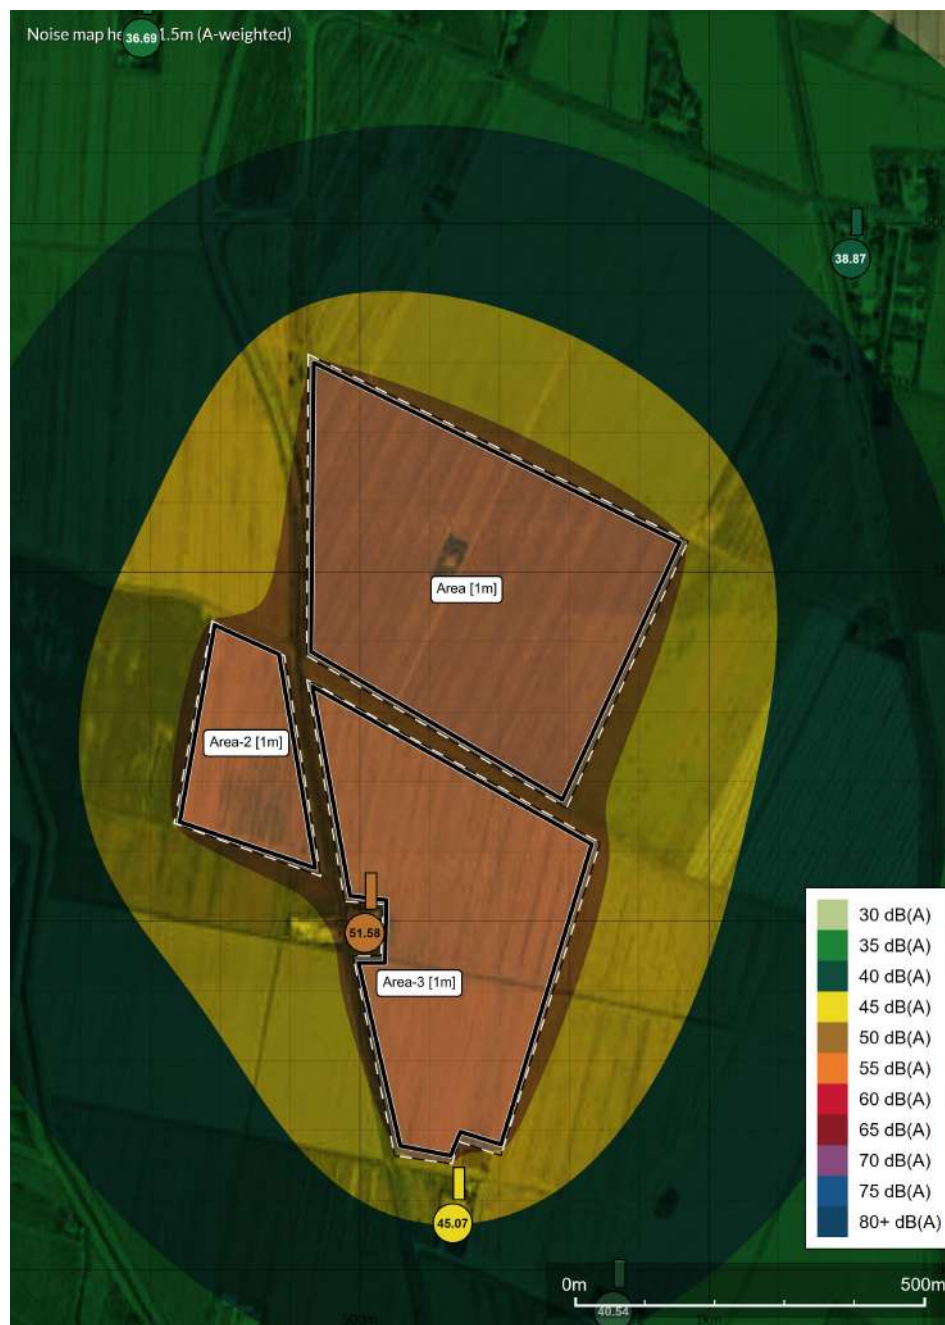 Noise map he 36.69 1.5m (A-weighted)
38.87
Area [1m]
Area-2 [1m]
51.58
Area-3 [1m]
45.07
30 dB(A)
35 dB(A)
40 dB(A)
45 dB(A)
50 dB(A)
55 dB(A)
60 dB(A)
65 dB(A)
70 dB(A)
75 dB(A)
80+ dB(A)
0m 500m
40.54